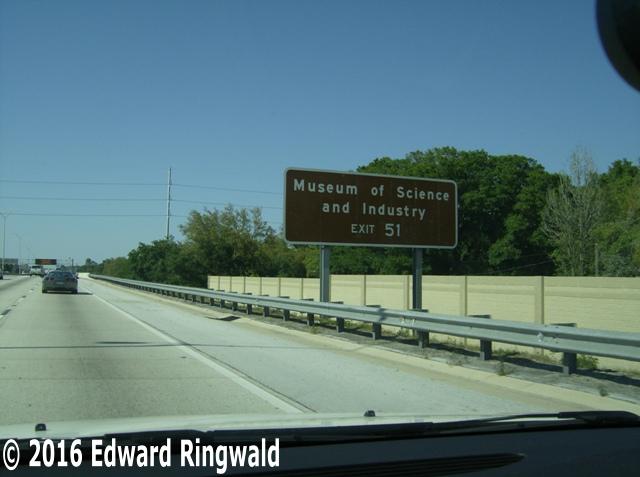 Museum of Science
and Industry
EXIT 51
© 2016 Edward Ringwald